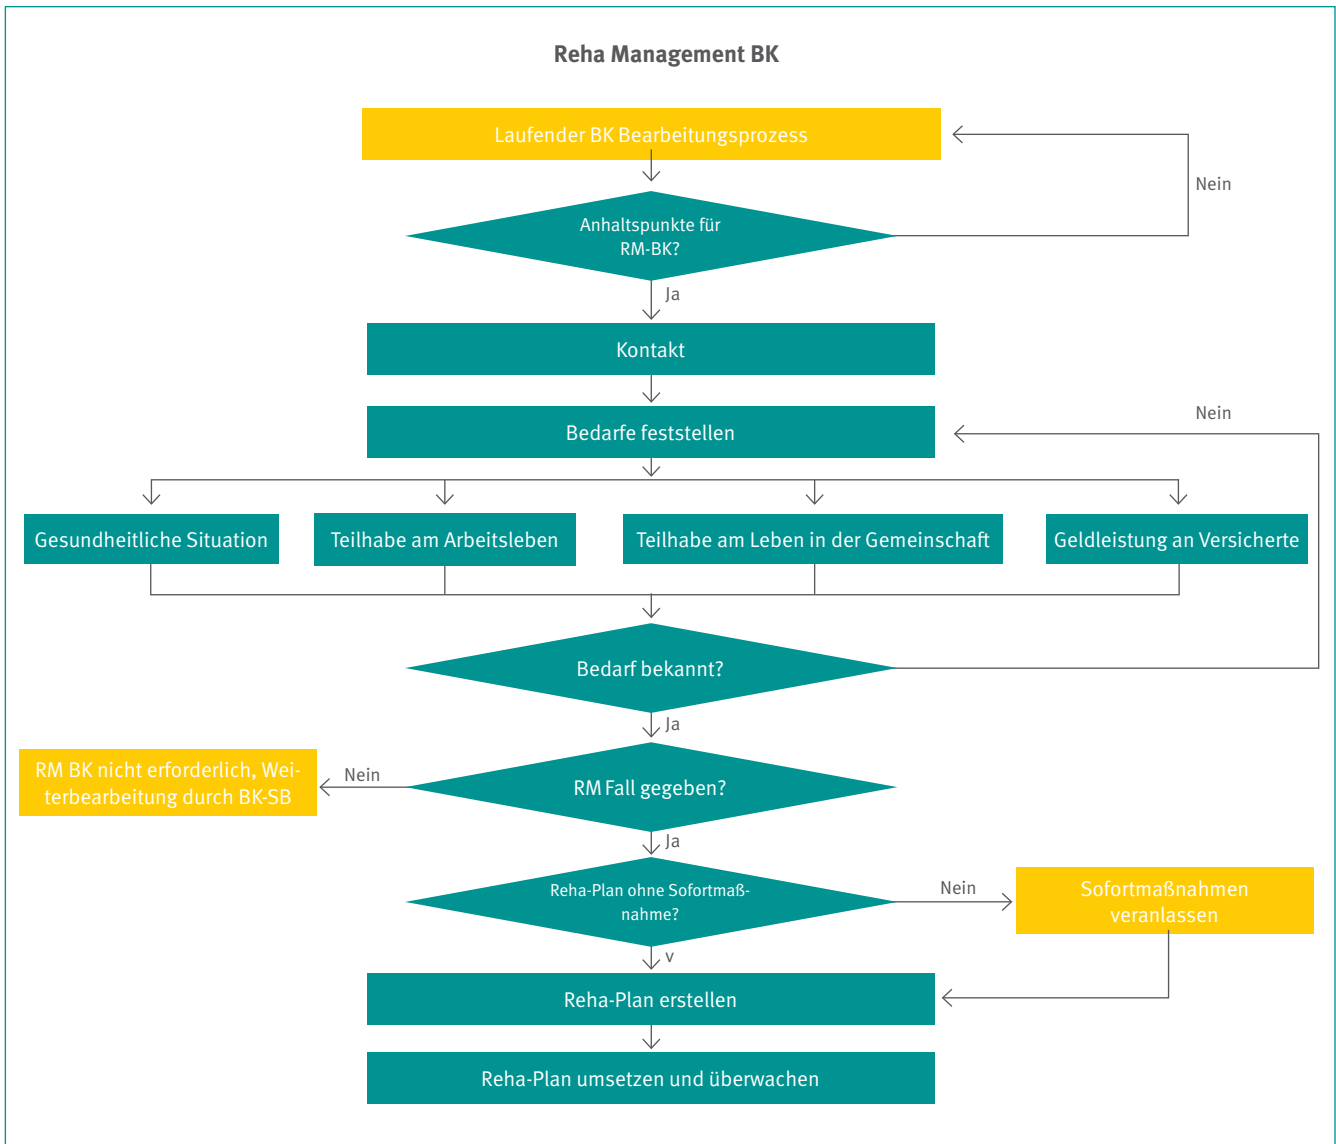 Reha Management BK
Laufender BK Bearbeitungsprozess
Nein
Anhaltspunkte für
RM-BK?
Ja
Kontakt
Nein
Bedarfe feststellen
Gesundheitliche Situation
Teilhabe am Arbeitsleben
Teilhabe am Leben in der Gemeinschaft
Geldleistung an Versicherte
Bedarf bekannt?
Ja
RM BK nicht erforderlich, Wei-
terbearbeitung durch BK-SB
Nein
RM Fall gegeben?
Ja
Reha-Plan ohne Sofortmaß-
nahme?
Nein
Sofortmaßnahmen
veranlassen
v
Reha-Plan erstellen
Reha-Plan umsetzen und überwachen